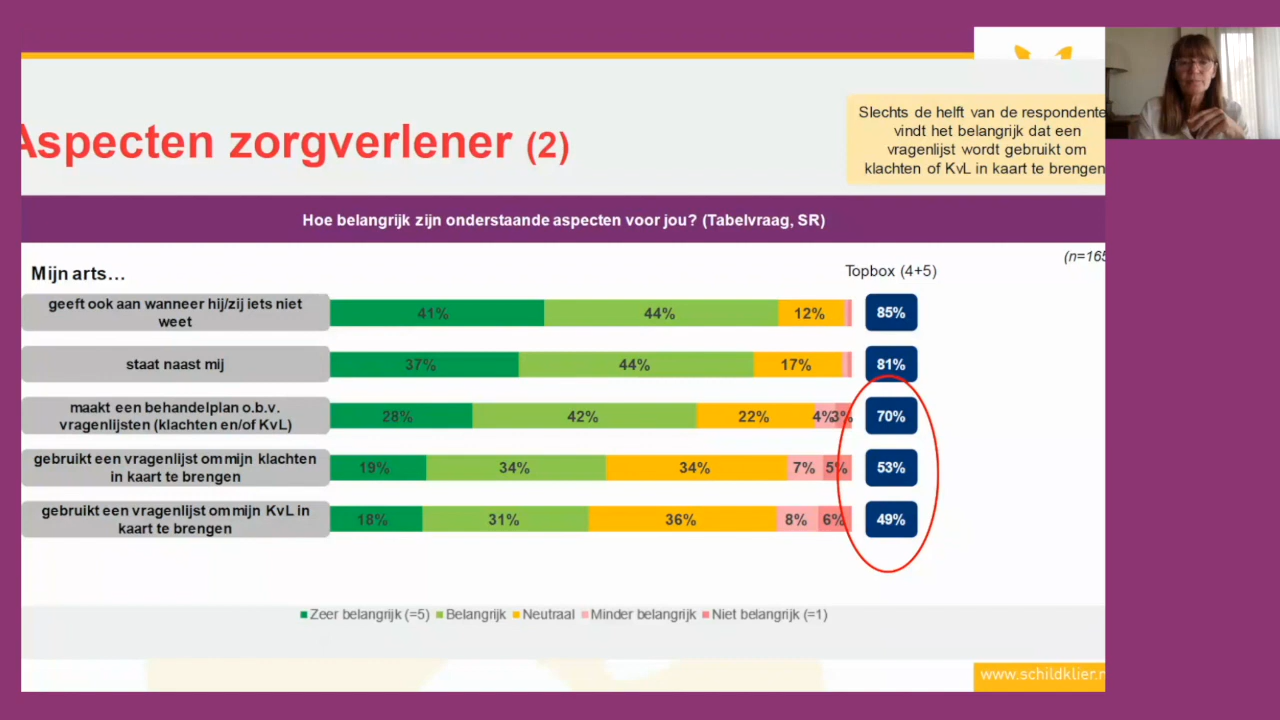 Aspecten zorgverlener (2)
Slechts de helft van de respondente
vindt het belangrijk dat een
vragenlijst wordt gebruikt om
klachten of KvL in kaart te brengen
Hoe belangrijk zijn onderstaande aspecten voor jou? (Tabelvraag, SR)
(n=165
Mijn arts...
Topbox (4+5)
geeft ook aan wanneer hij/zij iets niet
weet
41% 44% 12% 85%
staat naast mij
37% 44% 17% 81%
maakt een behandelplan o.b.v.
vragenlijsten (klachten en/of KvL)
28% 42% 22% 4% 3% 70%
gebruikt een vragenlijst om mijn klachten
in kaart te brengen
19% 34% 34% 7% 5% 53%
gebruikt een vragenlijst om mijn KvL in
kaart te brengen
18% 31% 36% 8% 6% 49%
Zeer belangrijk (=5) Belangrijk Neutraal Minder belangrijk Niet belangrijk (=1)
www.schildklier.n